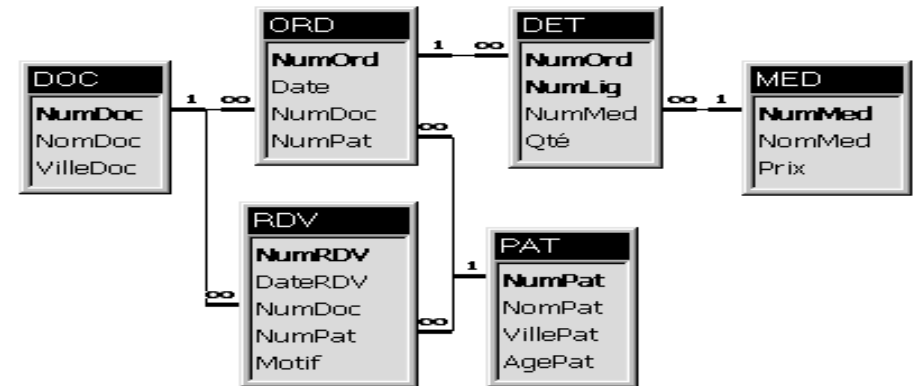 DOC
NumDoc
NomDoc
VilleDoc
1
∞
ORD
NumOrd
Date
NumDoc
NumPat
1
∞
∞
DET
NumOrd
NumLig
NumMed
Qté
∞
1
MED
NumMed
NomMed
Prix
∞
RDV
NumRDV
DateRDV
NumDoc
NumPat
Motif
∞
1
PAT
NumPat
NomPat
VillePat
AgePat